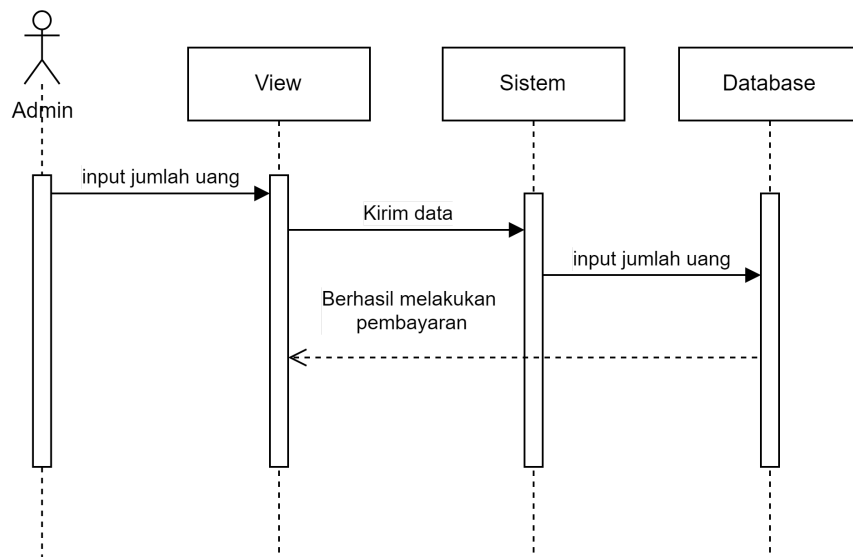 View
Sistem
Database
Admin
input jumlah uang
Kirim data
input jumlah uang
Berhasil melakukan
pembayaran